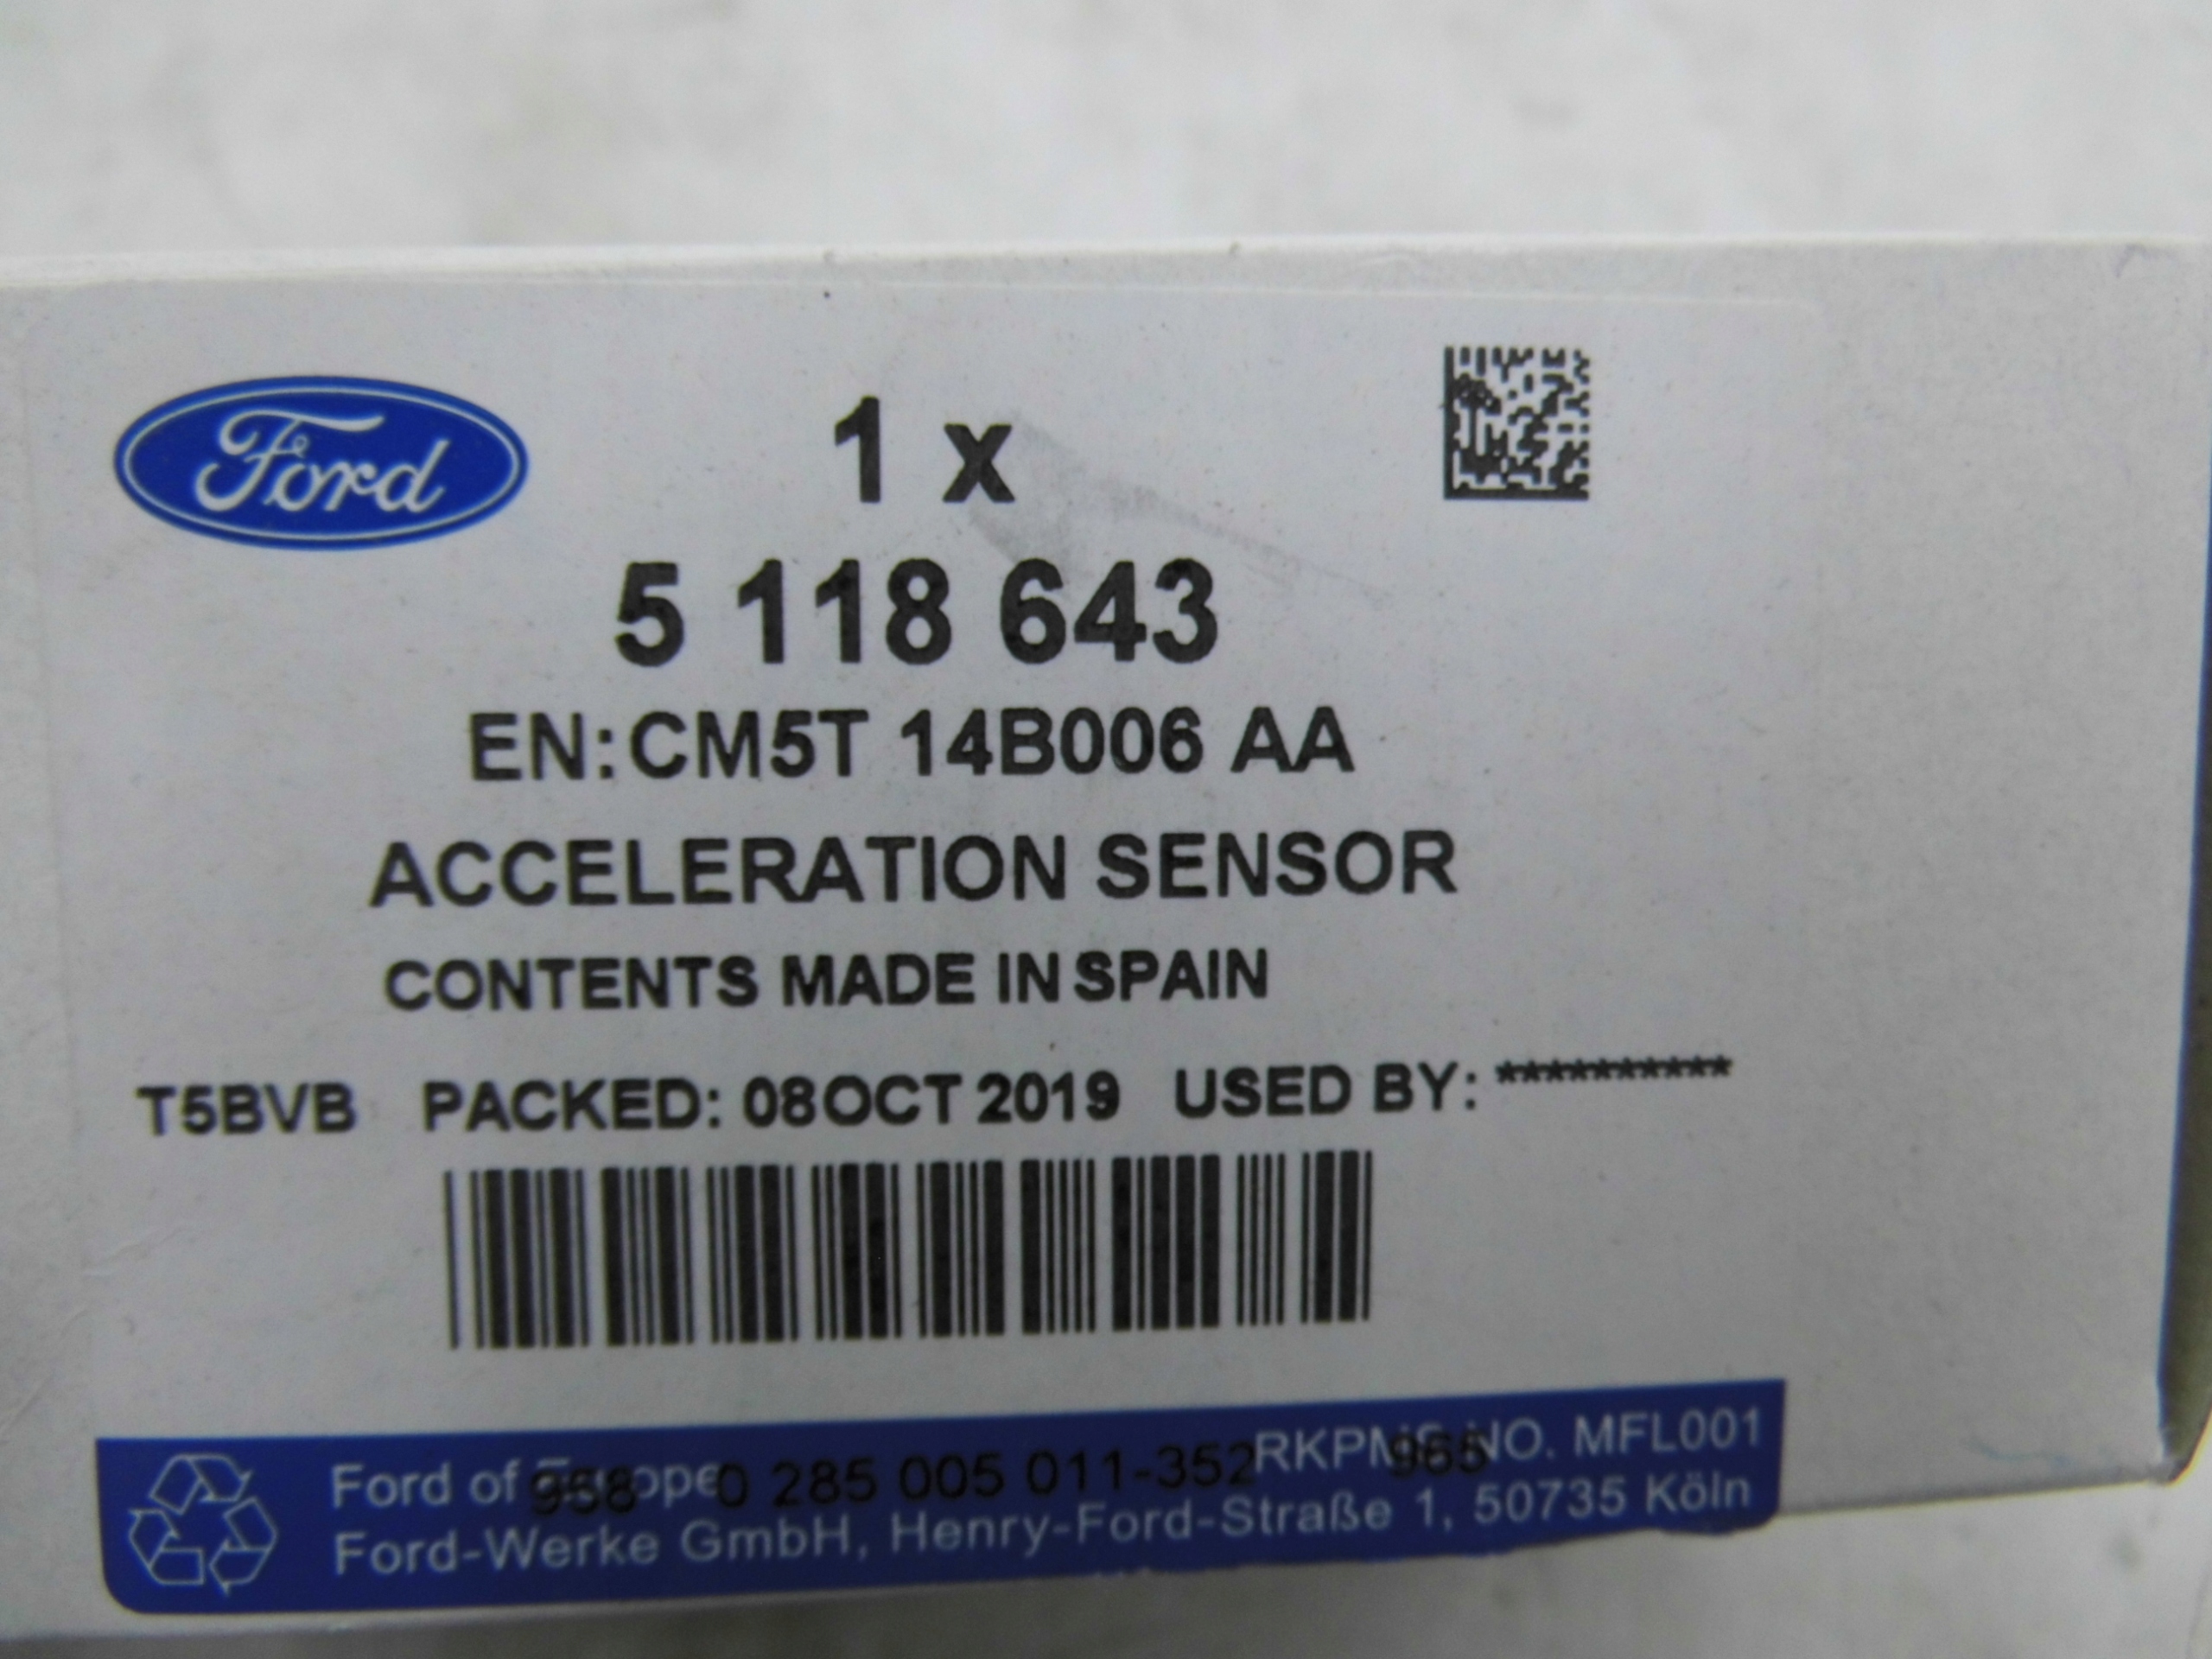 Ford
1 x
5 118 643
EN:CM5T 14B006 AA
ACCELERATION SENSOR
CONTENTS MADE IN SPAIN
T5BVB PACKED: 08OCT 2019 USED BY: **********
Ford of Europe RKPMS NO. MFL001
958 0 285 005 011-352 965
Ford-Werke GmbH, Henry-Ford-Straße 1, 50735 Köln